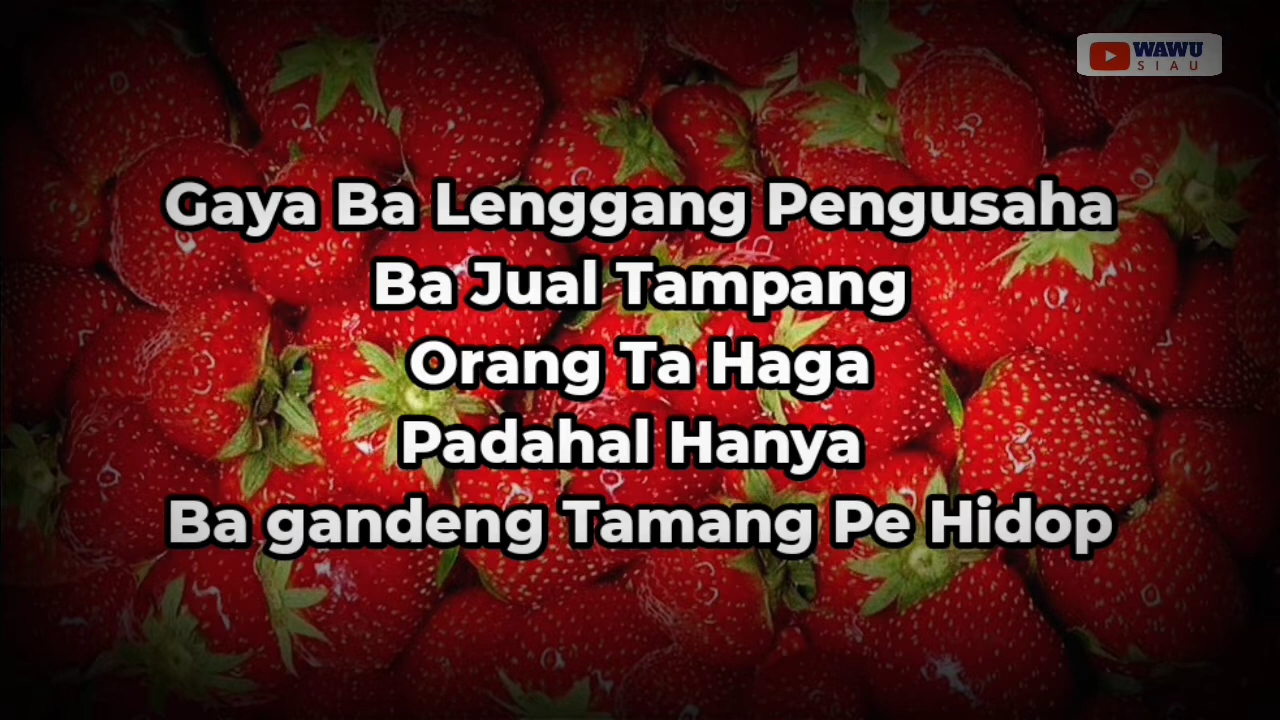 WAWU
SIAU
Gaya Ba Lenggang Pengusaha
Ba Jual Tampang
Orang Ta Haga
Padahal Hanya
Ba gandeng Tamang Pe Hidop